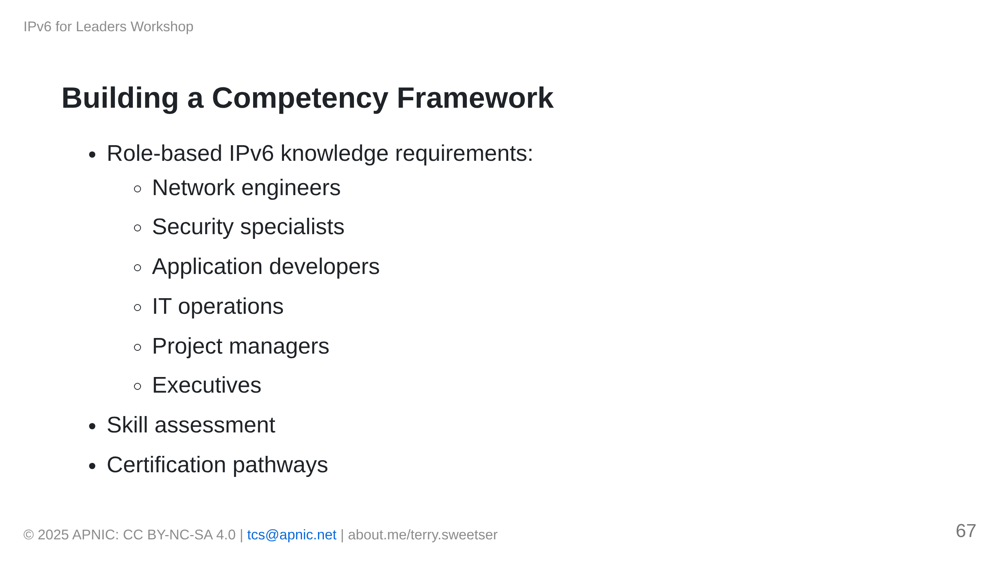 IPv6 for Leaders Workshop
Building a Competency Framework
• Role-based IPv6 knowledge requirements:
○ Network engineers
○ Security specialists
○ Application developers
○ IT operations
○ Project managers
○ Executives
• Skill assessment
• Certification pathways
© 2025 APNIC: CC BY-NC-SA 4.0 | tcs@apnic.net | about.me/terry.sweetser
67